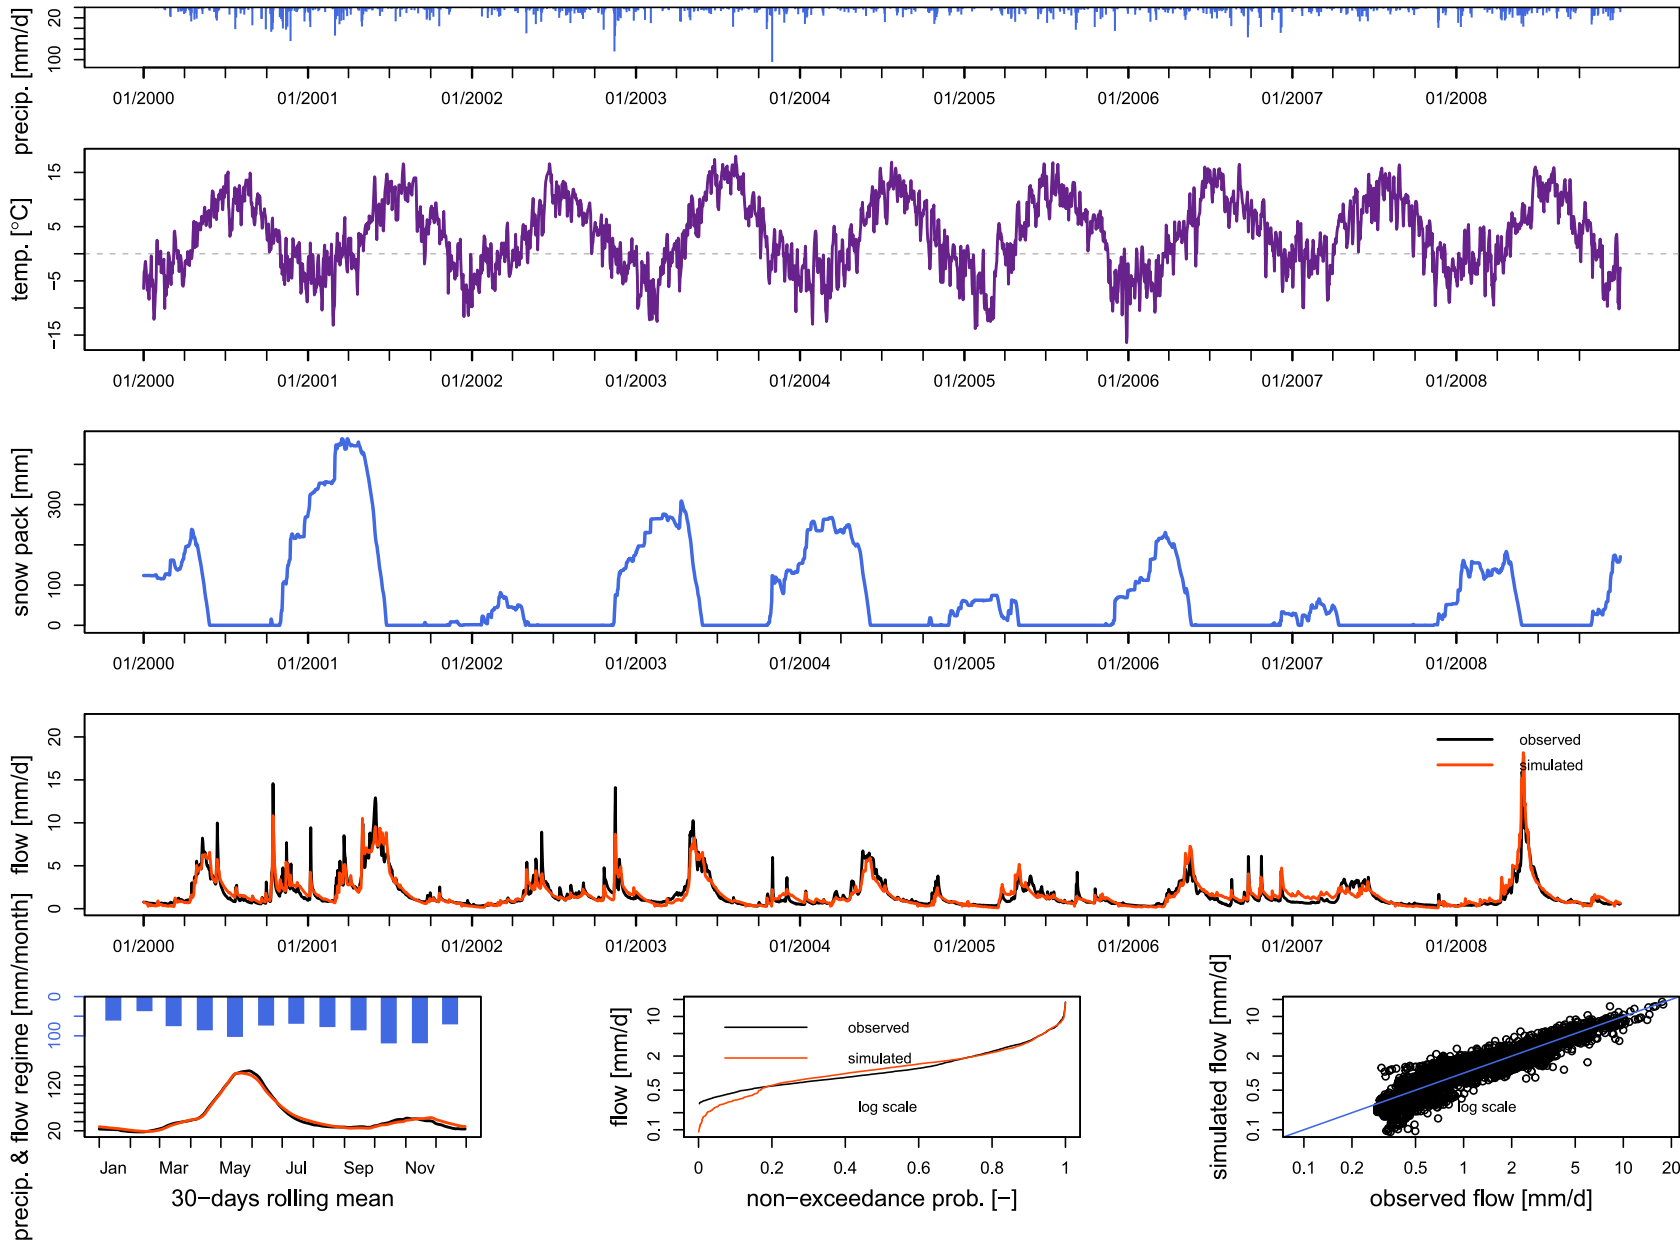 precip. [mm/d]
20
100
01/2000 01/2001 01/2002 01/2003 01/2004 01/2005 01/2006 01/2007 01/2008
temp. [°C]
15
5
−5
−15
01/2000 01/2001 01/2002 01/2003 01/2004 01/2005 01/2006 01/2007 01/2008
snow pack [mm]
300
100
0
01/2000 01/2001 01/2002 01/2003 01/2004 01/2005 01/2006 01/2007 01/2008
flow [mm/d]
20
15
10
5
0
observed
simulated
01/2000 01/2001 01/2002 01/2003 01/2004 01/2005 01/2006 01/2007 01/2008
precip. & flow regime [mm/month]
0
100
120
20
Jan Mar May Jul Sep Nov
30−days rolling mean
flow [mm/d]
10
2
0.5
0.1
observed
simulated
log scale
0 0.2 0.4 0.6 0.8 1
non−exceedance prob. [−]
simulated flow [mm/d]
10
2
0.5
0.1
log scale
0.1 0.2 0.5 1 2 5 10 20
observed flow [mm/d]